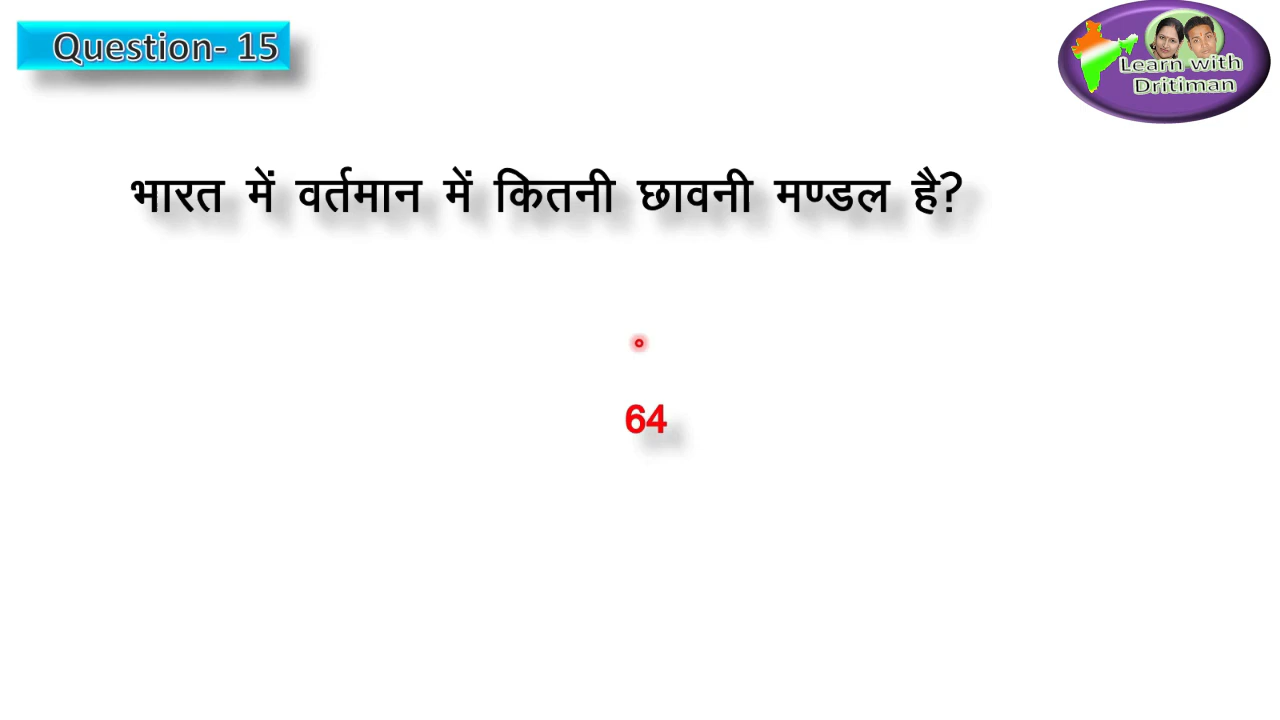 Question- 15
Learn with
Dritiman
भारत में वर्तमान में कितनी छावनी मण्डल है?
64